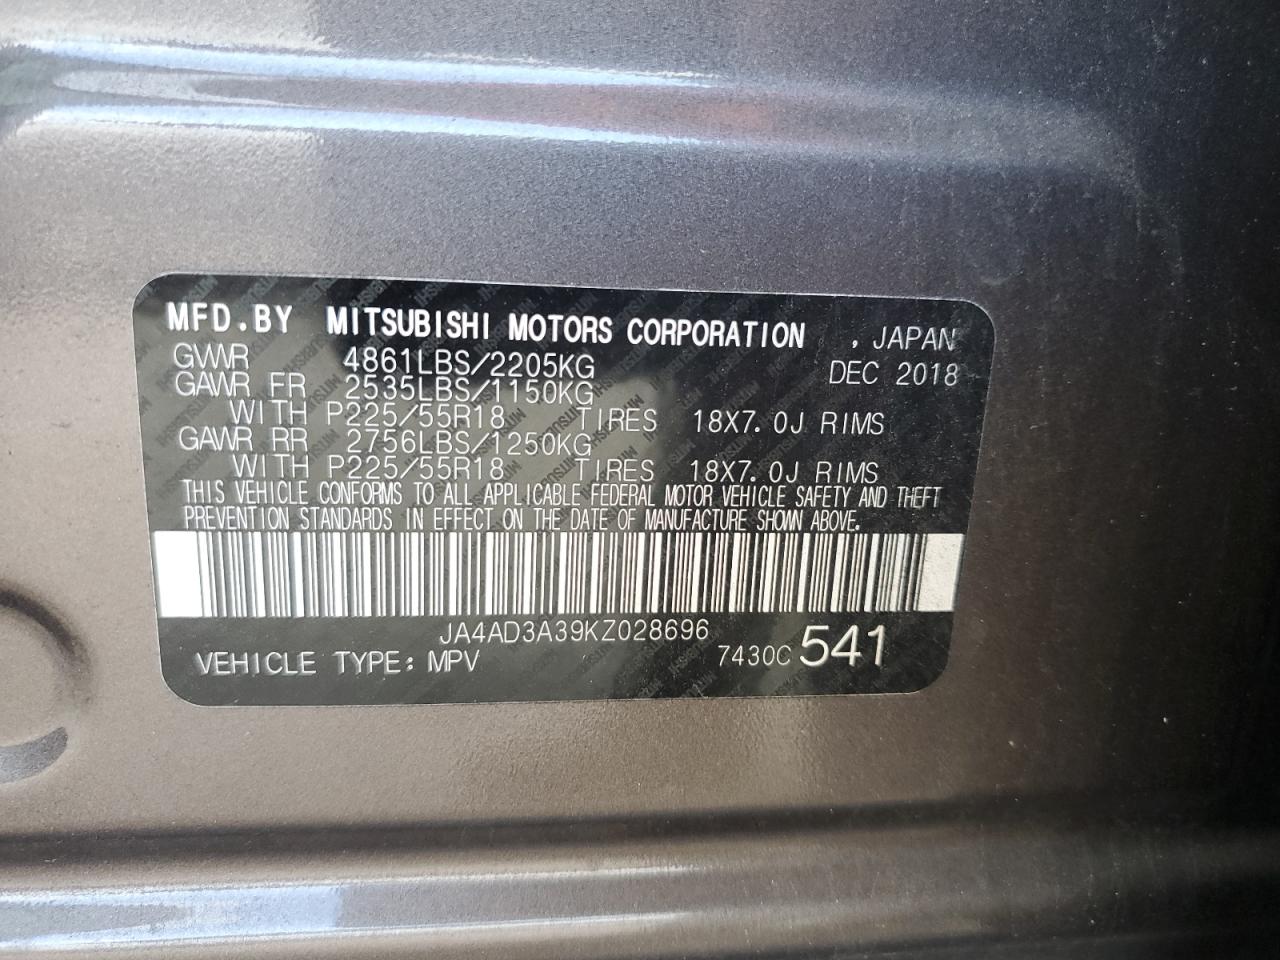 MFD.BY MITSUBISHI MOTORS CORPORATION , JAPAN
GVWR 4861LBS/2205KG DEC 2018
GAWR FR 2535LBS/1150KG
WITH P225/55R18 TIRES 18X7.0J RIMS
GAWR RR 2756LBS/1250KG
WITH P225/55R18 TIRES 18X7.0J RIMS
THIS VEHICLE CONFORMS TO ALL APPLICABLE FEDERAL MOTOR VEHICLE SAFETY AND THEFT
PREVENTION STANDARDS IN EFFECT ON THE DATE OF MANUFACTURE SHOWN ABOVE.
JA4AD3A39KZ028696
VEHICLE TYPE: MPV 7430C 541